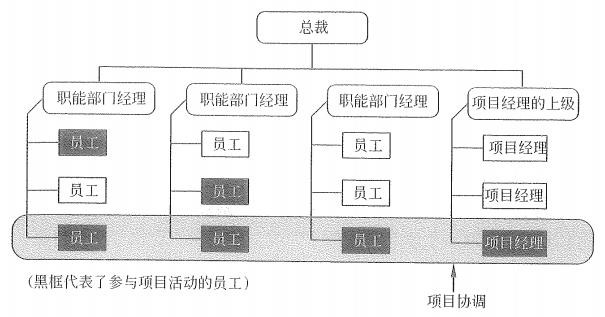 总裁
职能部门经理 职能部门经理 职能部门经理 项目经理的上级
员工 员工 员工 项目经理
员工 员工 员工 项目经理
员工 员工 员工 项目经理
(黑框代表了参与项目活动的员工)
项目协调